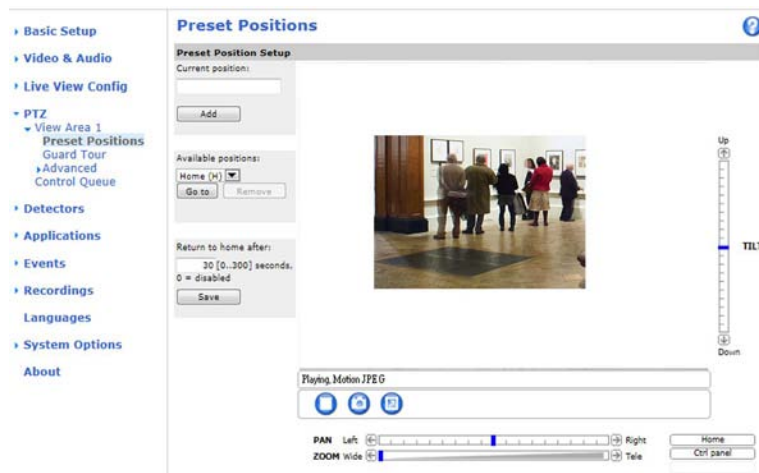 Basic Setup
Video & Audio
Live View Config
PTZ
View Area 1
Preset Positions
Guard Tour
Advanced
Control Queue
Detectors
Applications
Events
Recordings
Languages
System Options
About
Preset Positions
?
Preset Position Setup
Current position:
Add
Available positions:
Home (H)
Go to
Remove
Return to home after:
30 [0..300] seconds,
0 = disabled
Save
Up
TILT
Down
Playing, Motion JPEG
PAN Left Right Home
ZOOM Wide Tele Ctrl panel